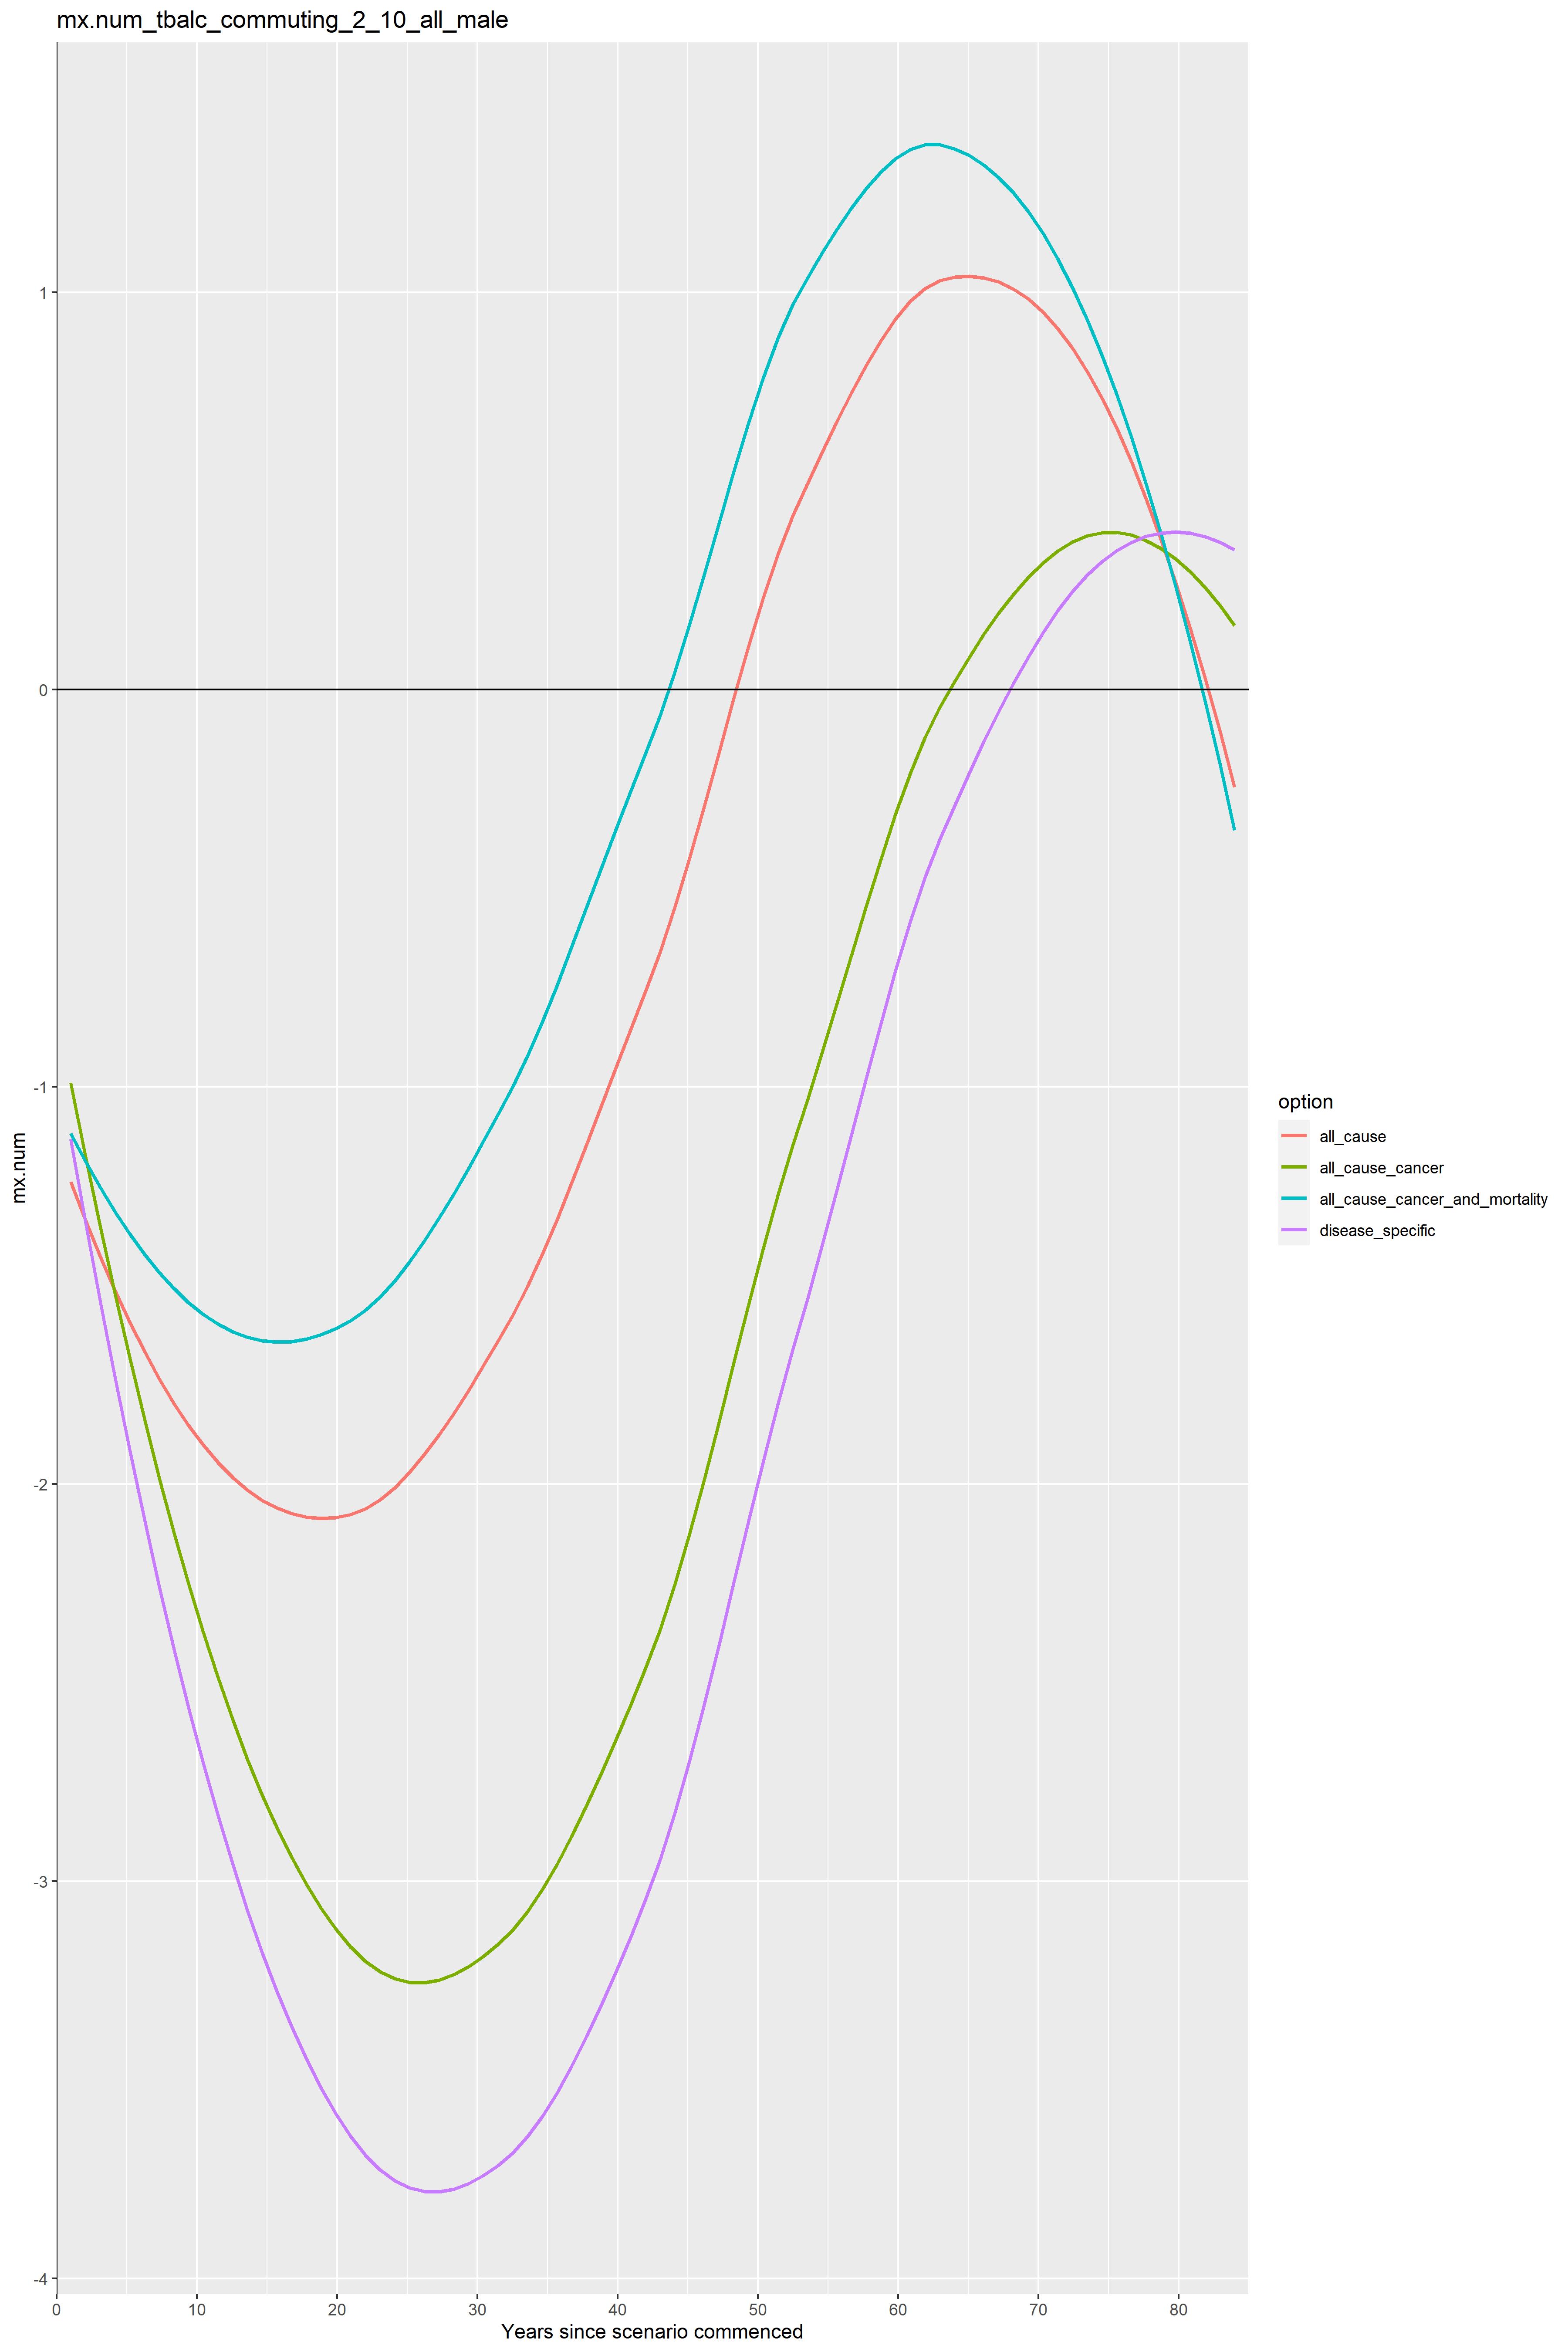 mx.num_tbalc_commuting_2_10_all_male
mx.num
1
0
-1
-2
-3
-4
0 10 20 30 40 50 60 70 80
Years since scenario commenced
option
all_cause
all_cause_cancer
all_cause_cancer_and_mortality
disease_specific